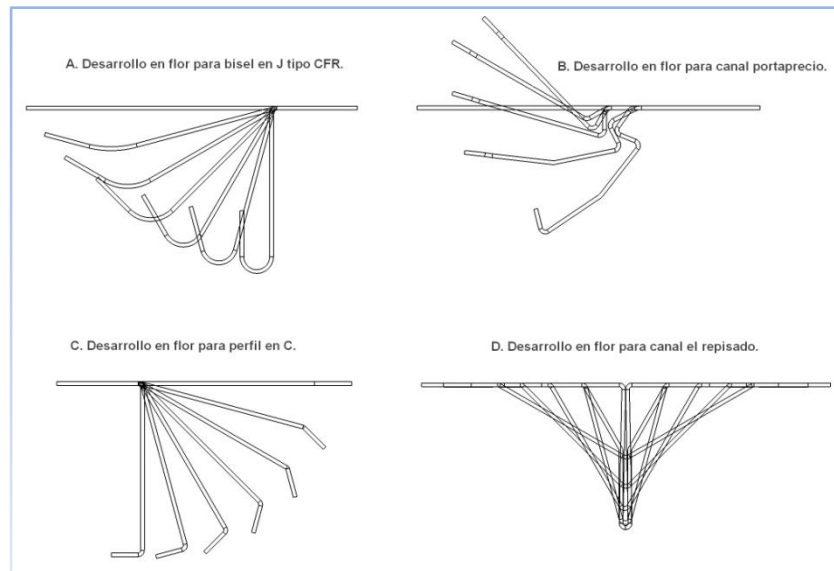 A. Desarrollo en flor para bisel en J tipo CFR.
B. Desarrollo en flor para canal portaprecio.
C. Desarrollo en flor para perfil en C.
D. Desarrollo en flor para canal el repisado.